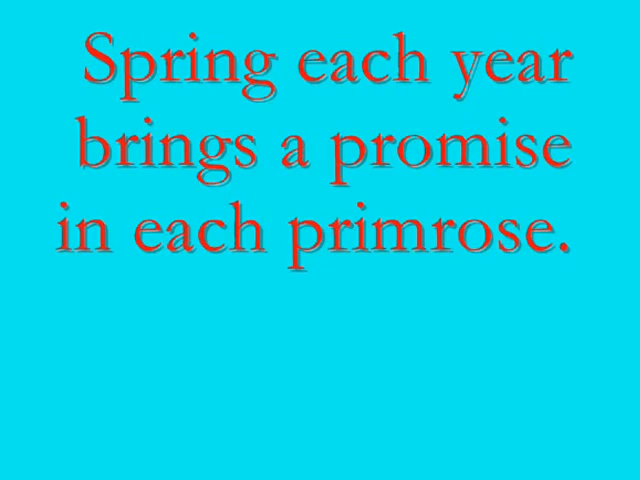 Spring each year
brings a promise
in each primrose.